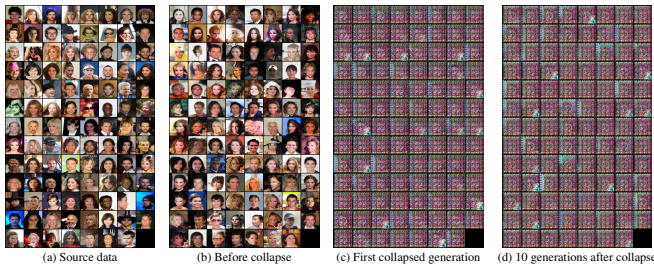 (a) Source data
(b) Before collapse
(c) First collapsed generation
(d) 10 generations after collapse